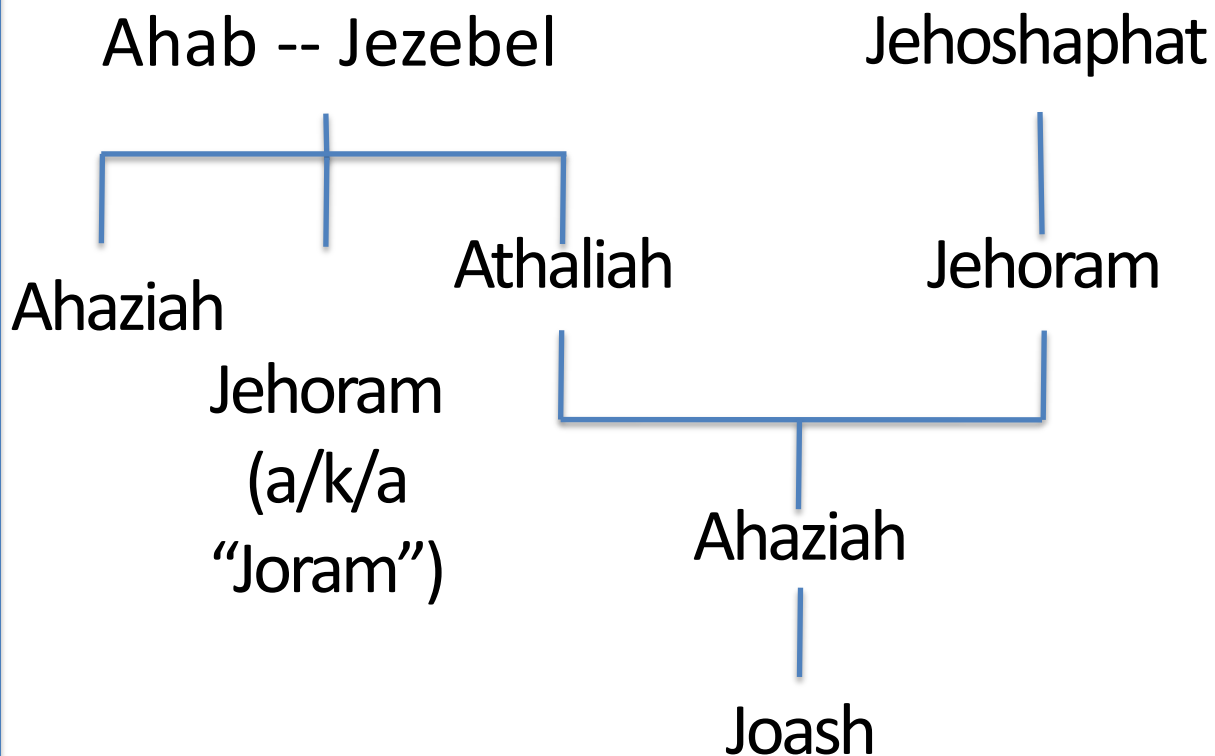 Ahab -- Jezebel
Jehoshaphat
Ahaziah
Jehoram
(a/k/a
“Joram”)
Athaliah
Jehoram
Ahaziah
Joash